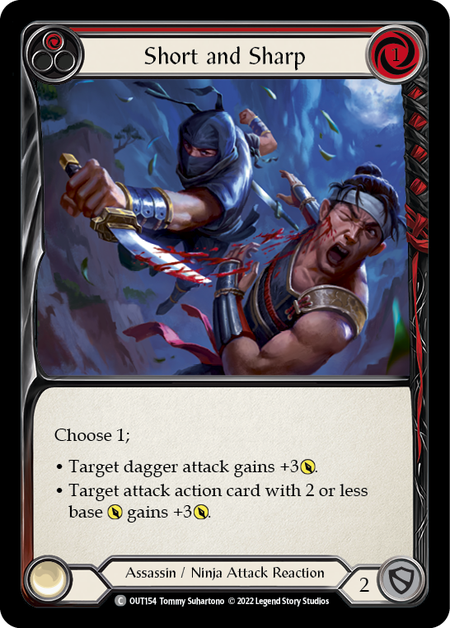 Short and Sharp
1
Choose 1;
• Target dagger attack gains +3.
• Target attack action card with 2 or less
base gains +3.
Assassin / Ninja Attack Reaction
2
C OUT154 Tommy Suhartono © 2022 Legend Story Studios